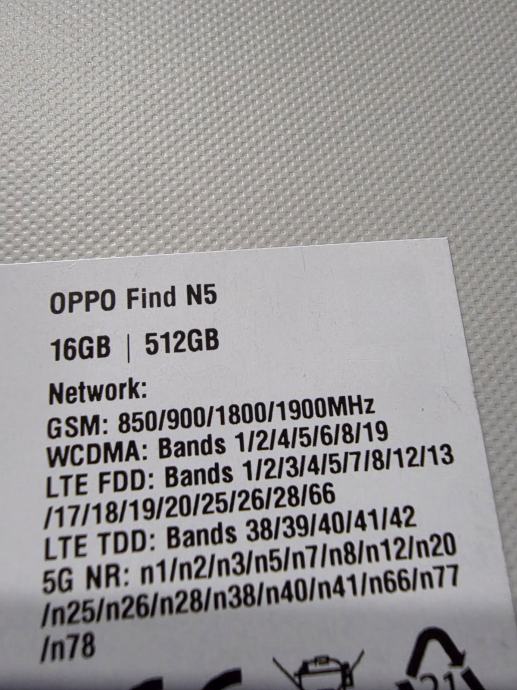 OPPO Find N5
16GB | 512GB
Network:
GSM: 850/900/1800/1900MHz
WCDMA: Bands 1/2/4/5/6/8/19
LTE FDD: Bands 1/2/3/4/5/7/8/12/13
/17/18/19/20/25/26/28/66
LTE TDD: Bands 38/39/40/41/42
5G NR: n1/n2/n3/n5/n7/n8/n12/n20
/n25/n26/n28/n38/n40/n41/n66/n77
/n78